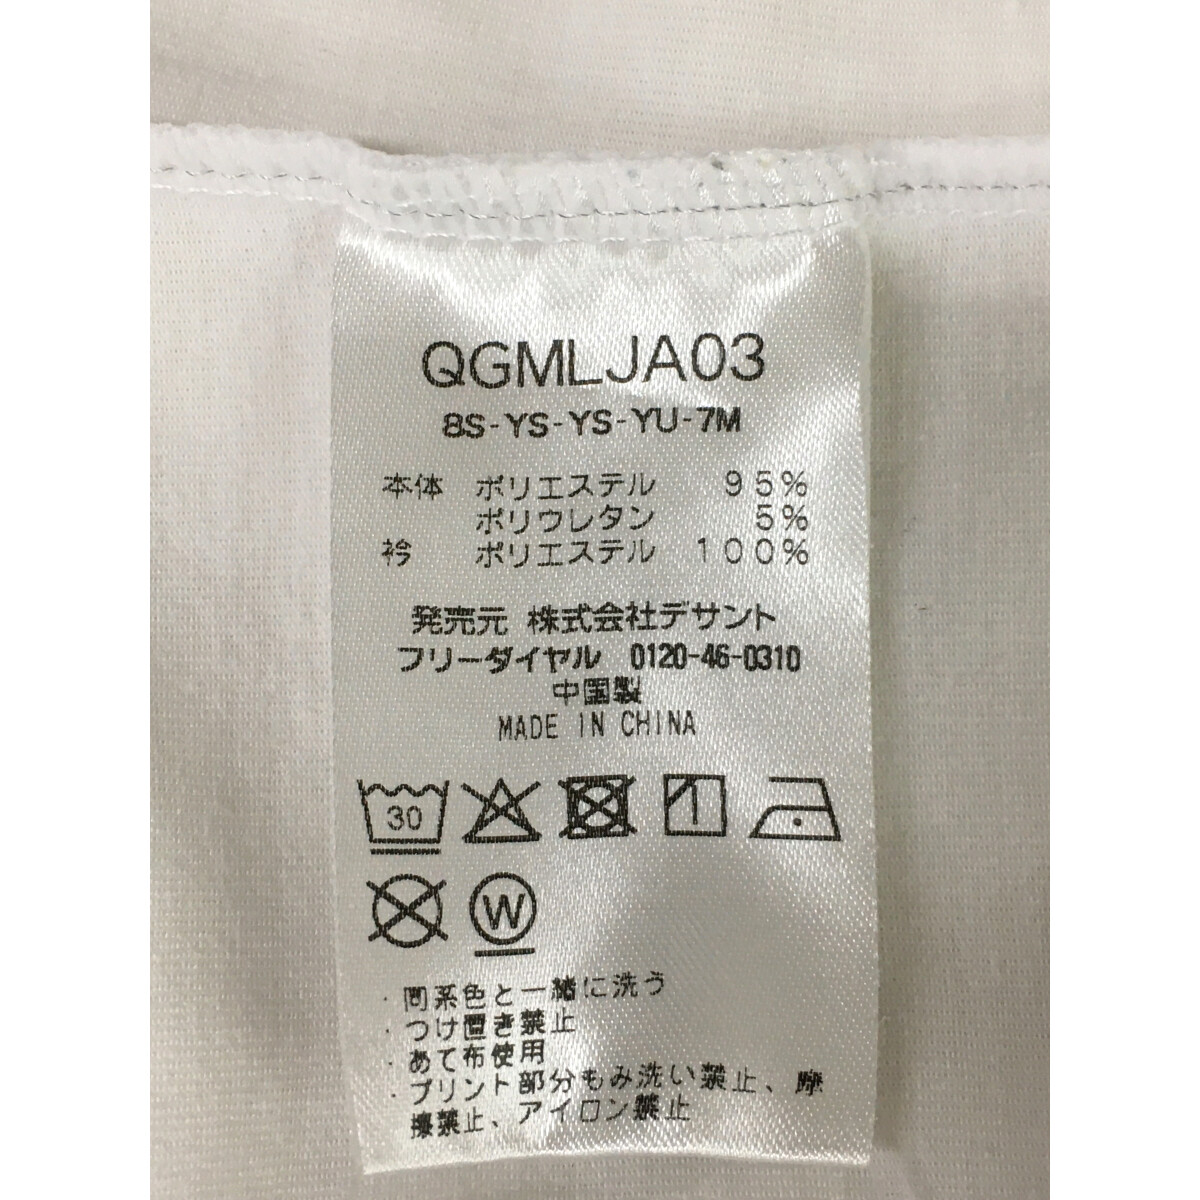 QGMLJA03
8S-YS-YS-YU-7M
本体 ポリエステル 95%
ポリウレタン 5%
衿 ポリエステル 100%
発売元 株式会社デサント
フリーダイヤル 0120-46-0310
中国製
MADE IN CHINA
30
1
W
・同系色と一緒に洗う
・つけ置き禁止
・あて布使用
・プリント部分もみ洗い禁止、摩
擦禁止、アイロン禁止